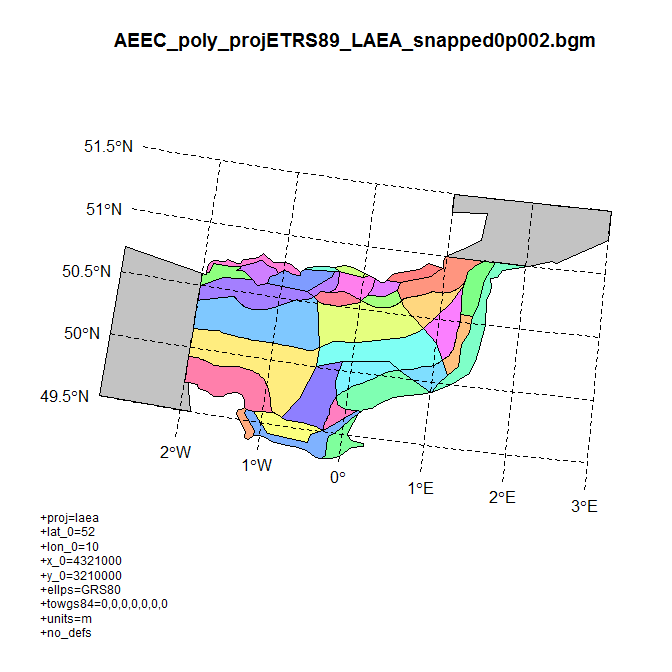 AEEC_poly_projETRS89_LAEA_snapped0p002.bgm
51.5°N
51°N
50.5°N
50°N
49.5°N
2°W
1°W
0°
1°E
2°E
3°E
+proj=laea
+lat_0=52
+lon_0=10
+x_0=4321000
+y_0=3210000
+ellps=GRS80
+towgs84=0,0,0,0,0,0,0
+units=m
+no_defs